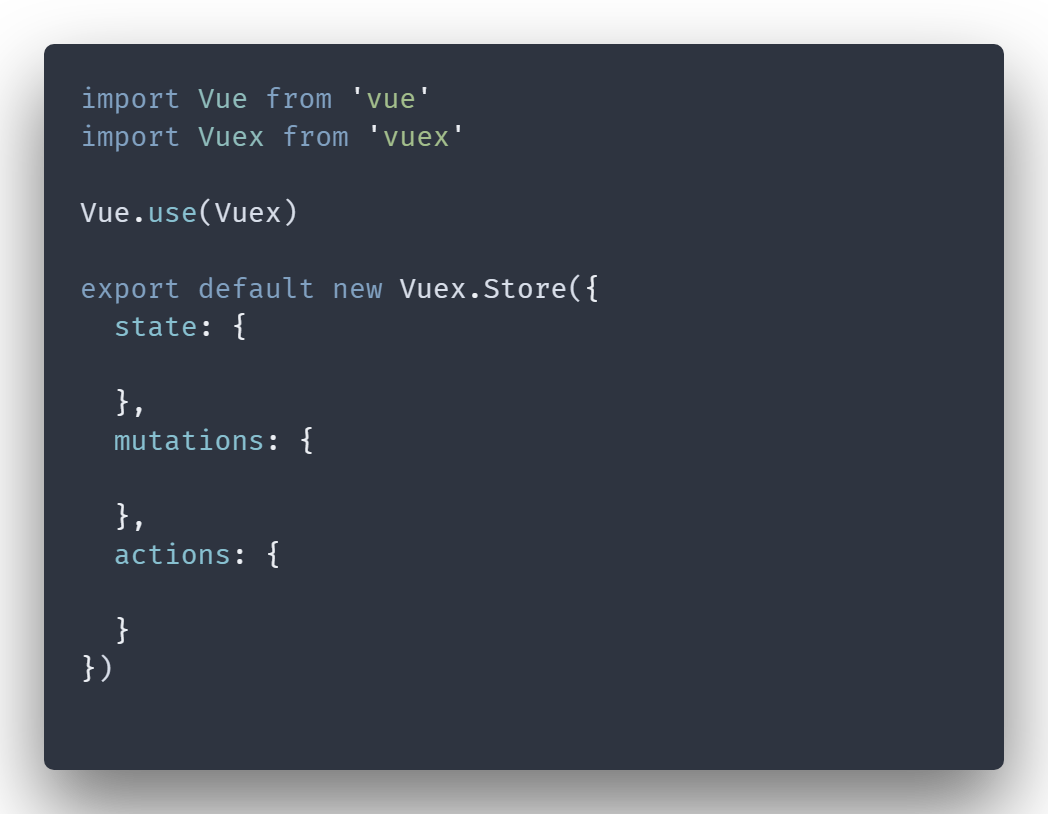 import Vue from 'vue'
import Vuex from 'vuex'

Vue.use(Vuex)

export default new Vuex.Store({
  state: {

  },
  mutations: {

  },
  actions: {

  }
})